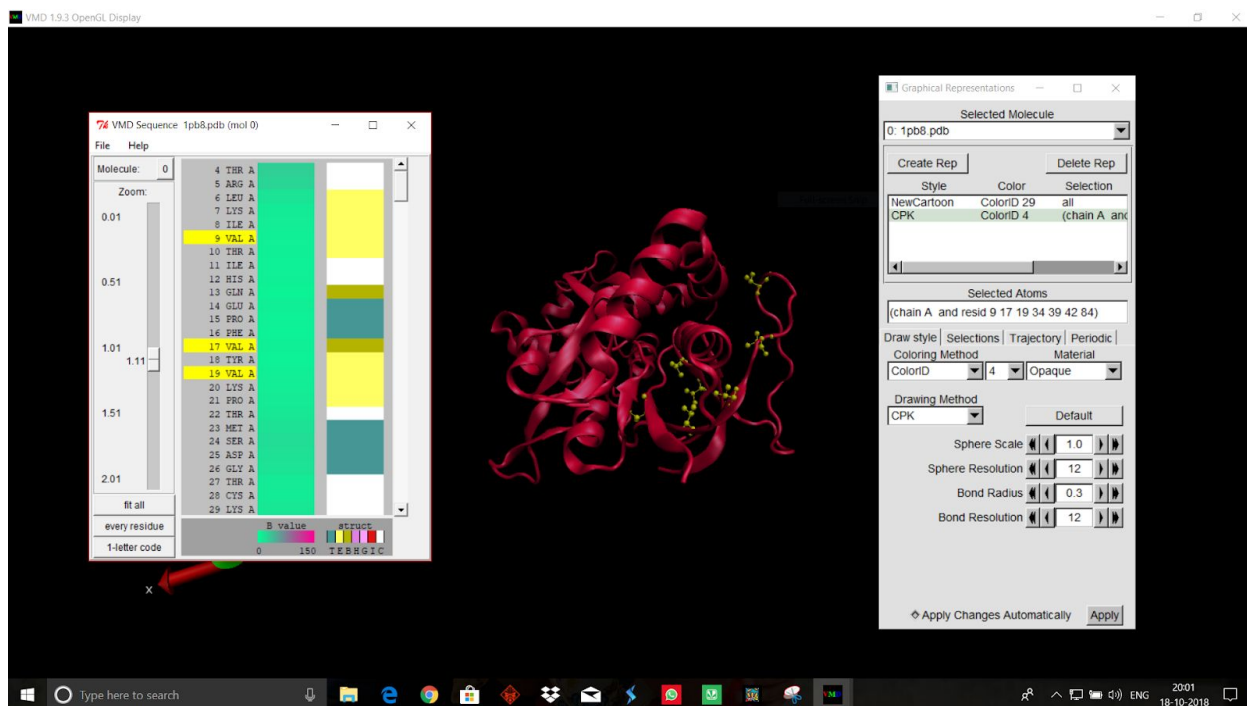 VMD 1.9.3 OpenGL Display
VMD Sequence 1pb8.pdb (mol 0)
File Help
Molecule: 0
Zoom:
0.01
0.51
1.01
1.11
1.51
2.01
fit all
every residue
1-letter code
4 THR A
5 ARG A
6 LEU A
7 LYS A
8 ILE A
9 VAL A
10 THR A
11 ILE A
12 HIS A
13 GLN A
14 GLU A
15 PRO A
16 PHE A
17 VAL A
18 TYR A
19 VAL A
20 LYS A
21 PRO A
22 THR A
23 MET A
24 SER A
25 ASP A
26 GLY A
27 THR A
28 CYS A
29 LYS A
B value struct
0 150 T E B H G I C
x
Graphical Representations
Selected Molecule
0: 1pb8.pdb
Create Rep Delete Rep
Style Color Selection
NewCartoon ColorID 29 all
CPK ColorID 4 (chain A and
Selected Atoms
(chain A and resid 9 17 19 34 39 42 84)
Draw style Selections Trajectory Periodic
Coloring Method Material
ColorID 4 Opaque
Drawing Method
CPK Default
Sphere Scale 1.0
Sphere Resolution 12
Bond Radius 0.3
Bond Resolution 12
Apply Changes Automatically Apply
Type here to search
ENG
20:01
18-10-2018